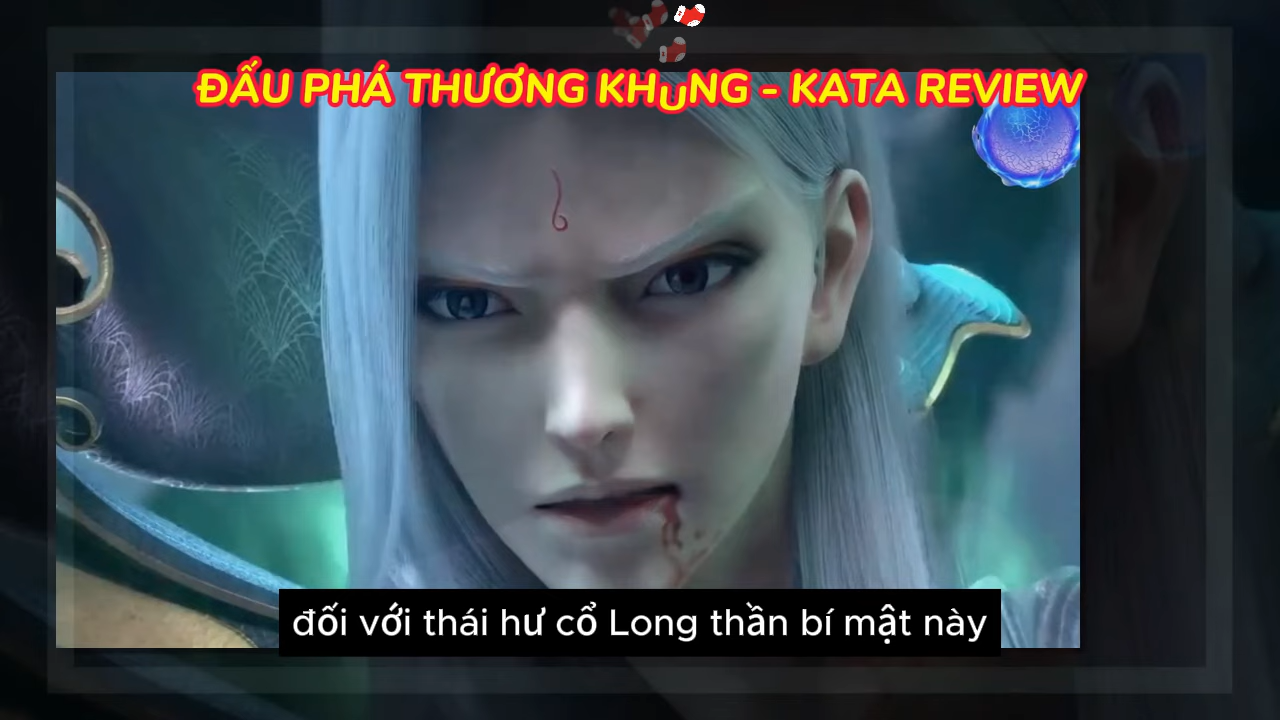 ĐẤU PHÁ THƯƠNG KHUNG - KATA REVIEW
đối với thái hư cổ Long thần bí mật này